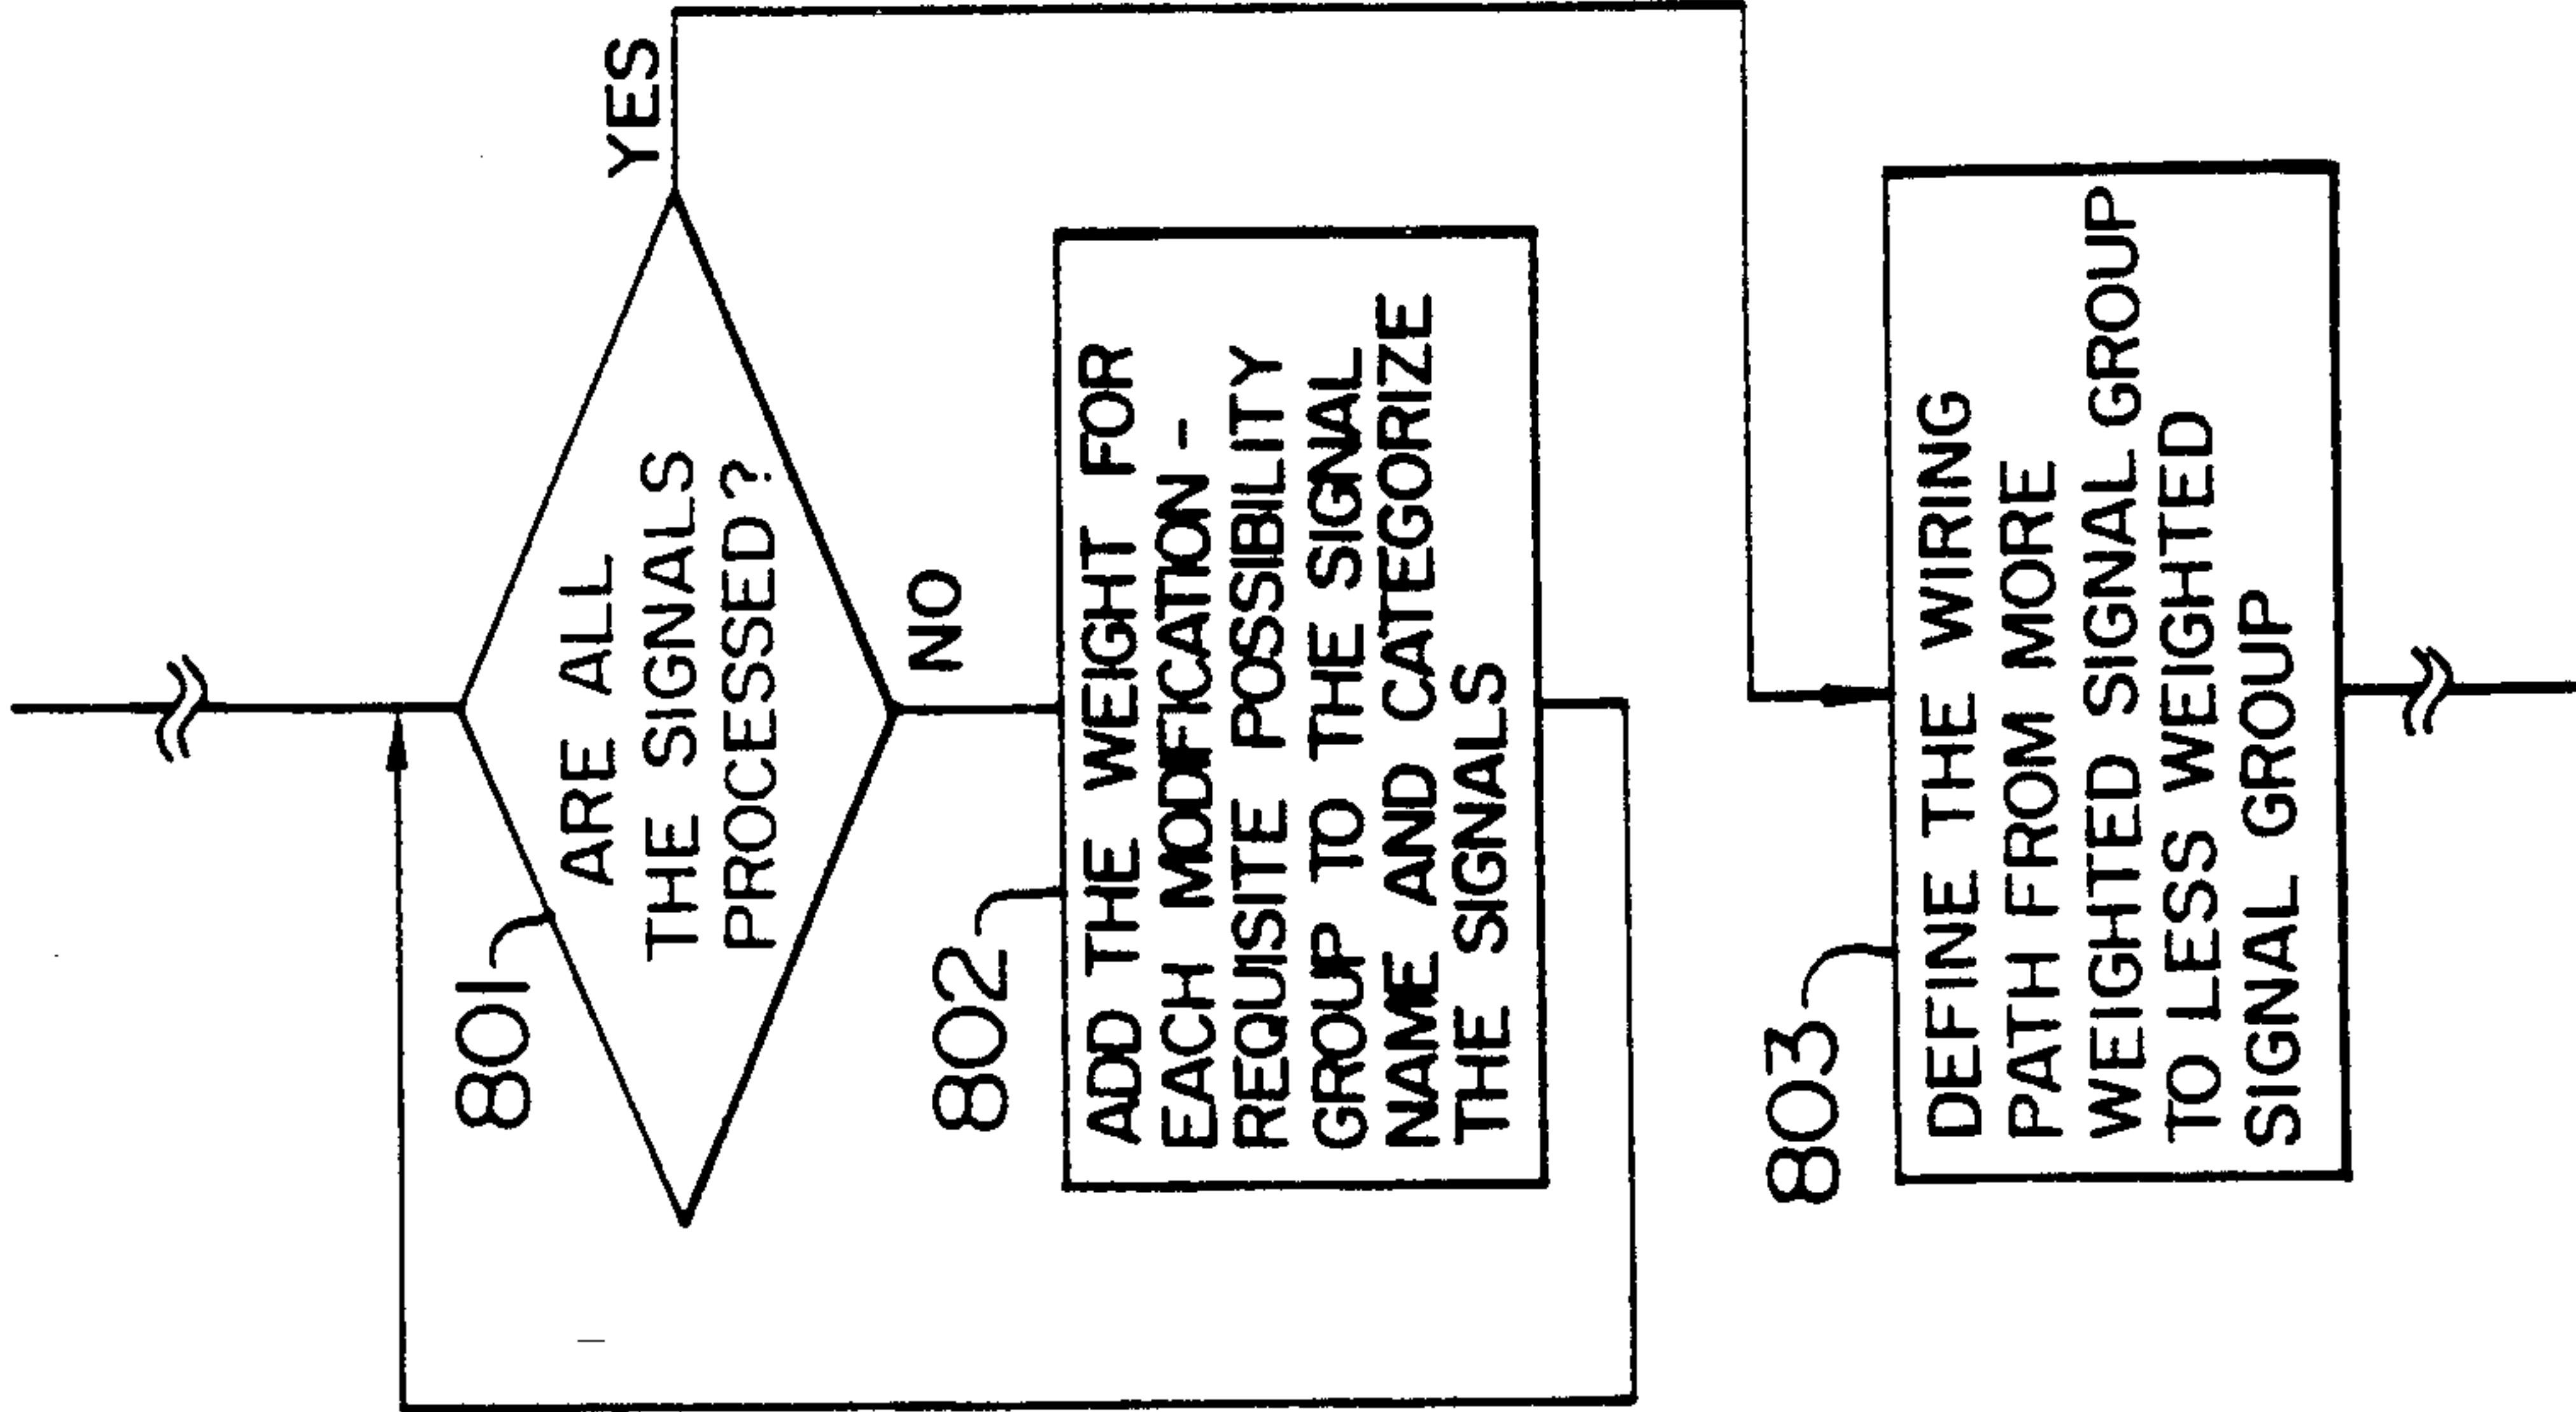 801
ARE ALL
THE SIGNALS
PROCESSED?
YES
NO
802
ADD THE WEIGHT FOR
EACH MODIFICATION-
REQUISITE POSSIBILITY
GROUP TO THE SIGNAL
NAME AND CATEGORIZE
THE SIGNALS
803
DEFINE THE WIRING
PATH FROM MORE
WEIGHTED SIGNAL GROUP
TO LESS WEIGHTED
SIGNAL GROUP